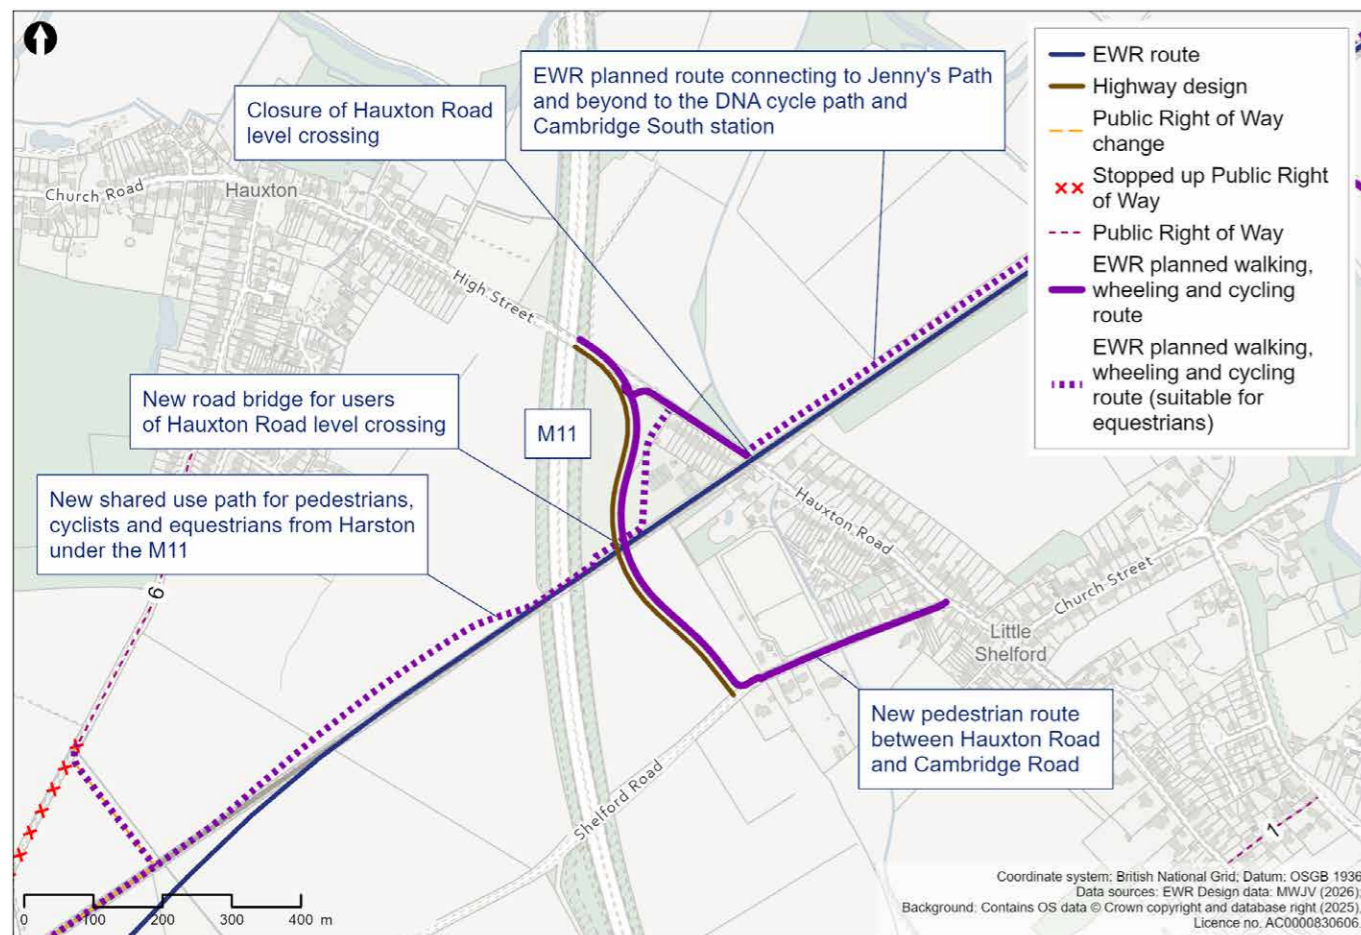 EWR planned route connecting to Jenny's Path
and beyond to the DNA cycle path and
Cambridge South station
Closure of Hauxton Road
level crossing
EWR route
Highway design
Public Right of Way
change
Stopped up Public Right
of Way
Public Right of Way
EWR planned walking,
wheeling and cycling
route
EWR planned walking,
wheeling and cycling
route (suitable for
equestrians)
Church Road
Hauxton
High Street
New road bridge for users
of Hauxton Road level crossing
M11
New shared use path for pedestrians,
cyclists and equestrians from Harston
under the M11
Hauxton Road
Church Street
6
Little
Shelford
New pedestrian route
between Hauxton Road
and Cambridge Road
Shelford Road
1
0 100 200 300 400 m
Coordinate system: British National Grid; Datum: OSGB 1936
Data sources: EWR Design data: MWJV (2026);
Background: Contains OS data © Crown copyright and database right (2025),
Licence no. AC0000830606.